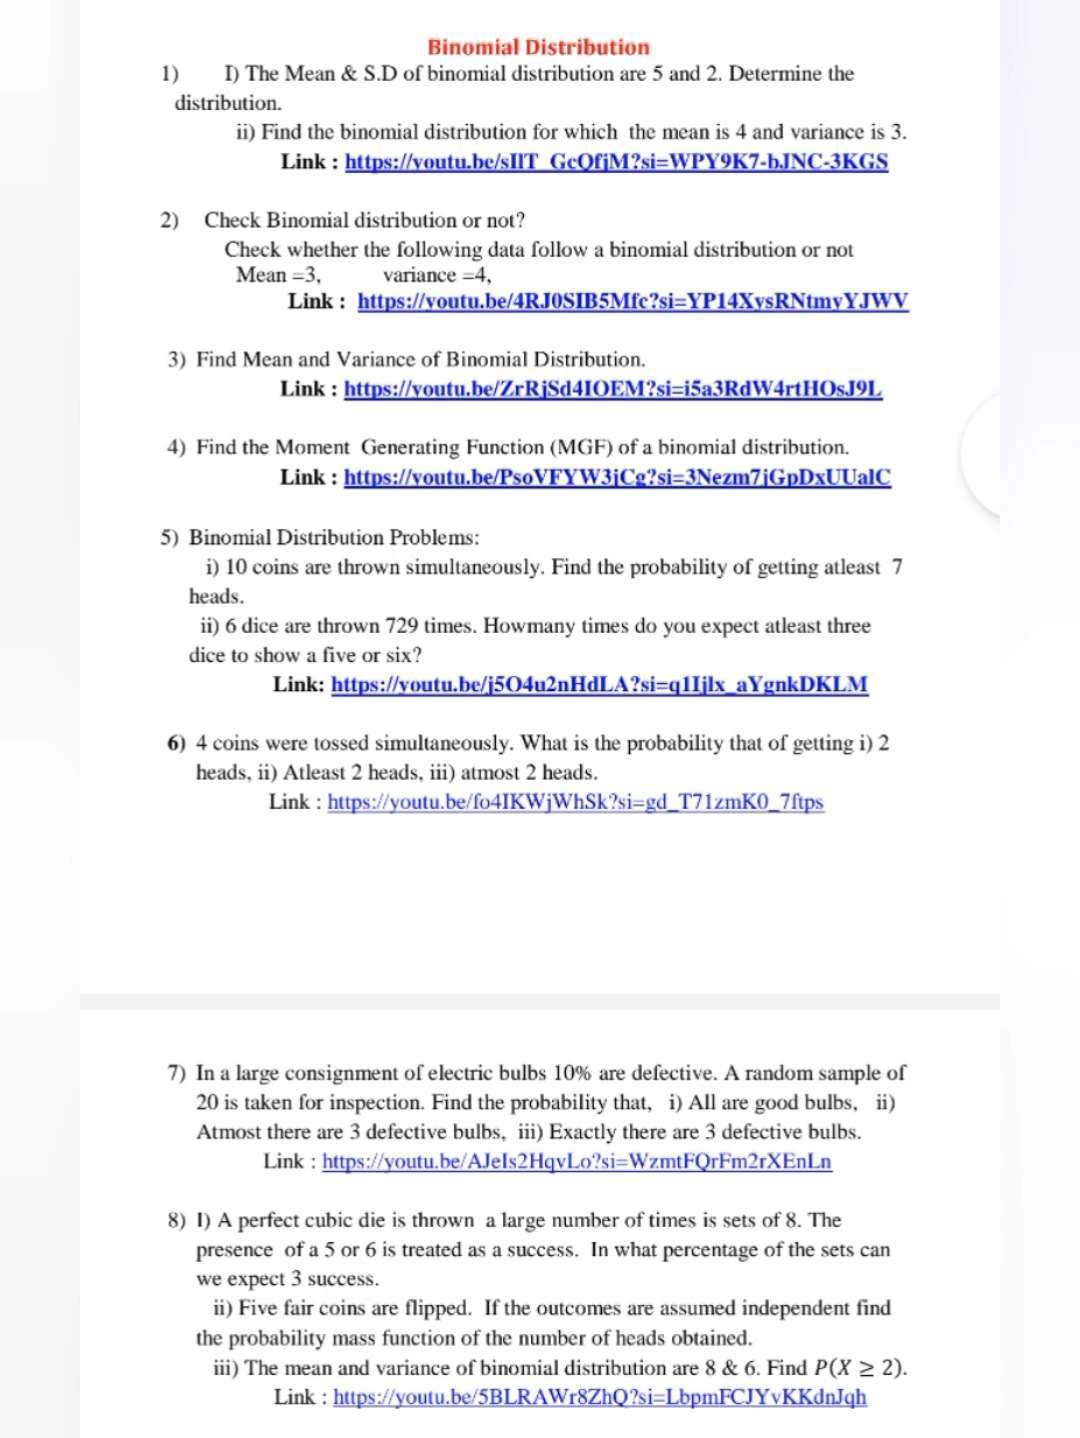 Binomial Distribution
1) I) The Mean & S.D of binomial distribution are 5 and 2. Determine the
distribution.
ii) Find the binomial distribution for which the mean is 4 and variance is 3.
Link : https://youtu.be/sIIT_GcQfjM?si=WPY9K7-bJNC-3KGS
2) Check Binomial distribution or not?
Check whether the following data follow a binomial distribution or not
Mean =3, variance =4,
Link : https://youtu.be/4RJ0SIB5Mfc?si=YP14XysRNtmyYJWV
3) Find Mean and Variance of Binomial Distribution.
Link : https://youtu.be/ZrRjSd4IOEM?si=i5a3RdW4rtHOsJ9L
4) Find the Moment Generating Function (MGF) of a binomial distribution.
Link : https://youtu.be/PsoVFYW3jCg?si=3Nezm7jGpDxUUalC
5) Binomial Distribution Problems:
i) 10 coins are thrown simultaneously. Find the probability of getting atleast 7
heads.
ii) 6 dice are thrown 729 times. Howmany times do you expect atleast three
dice to show a five or six?
Link: https://youtu.be/j5O4u2nHdLA?si=q1Ijlx_aYgnkDKLM
6) 4 coins were tossed simultaneously. What is the probability that of getting i) 2
heads, ii) Atleast 2 heads, iii) atmost 2 heads.
Link : https://youtu.be/fo4IKWjWhSk?si=gd_T71zmK0_7ftps
7) In a large consignment of electric bulbs 10% are defective. A random sample of
20 is taken for inspection. Find the probability that, i) All are good bulbs, ii)
Atmost there are 3 defective bulbs, iii) Exactly there are 3 defective bulbs.
Link : https://youtu.be/AJeIs2HqvLo?si=WzmtFQrFm2rXEnLn
8) I) A perfect cubic die is thrown a large number of times is sets of 8. The
presence of a 5 or 6 is treated as a success. In what percentage of the sets can
we expect 3 success.
ii) Five fair coins are flipped. If the outcomes are assumed independent find
the probability mass function of the number of heads obtained.
iii) The mean and variance of binomial distribution are 8 & 6. Find P(X ≥ 2).
Link : https://youtu.be/5BLRAWr8ZhQ?si=LbpmFCJYvKKdnJqh